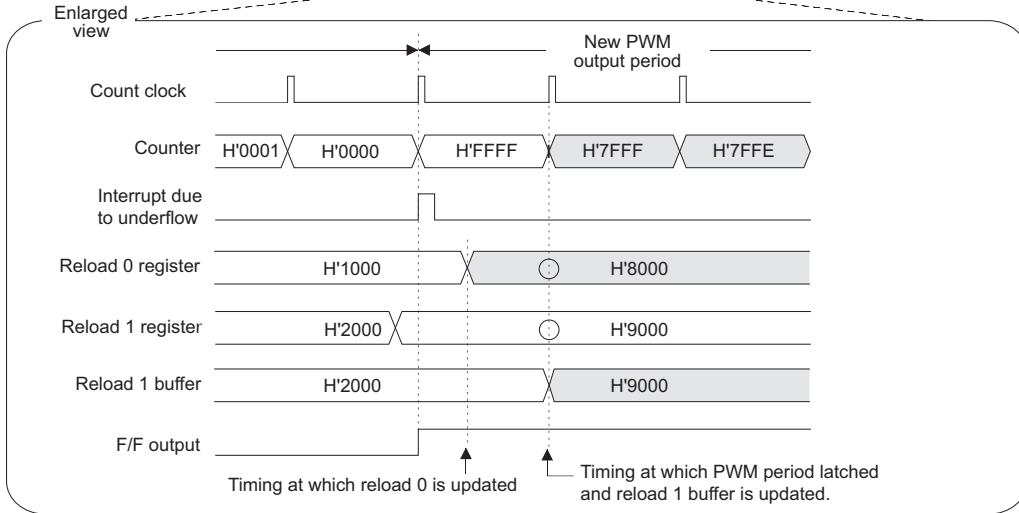 Enlarged
view
New PWM
output period
Count clock
Counter H'0001 H'0000 H'FFFF H'7FFF H'7FFE
Interrupt due
to underflow
Reload 0 register H'1000 H'8000
Reload 1 register H'2000 H'9000
Reload 1 buffer H'2000 H'9000
F/F output
Timing at which reload 0 is updated
Timing at which PWM period latched
and reload 1 buffer is updated.